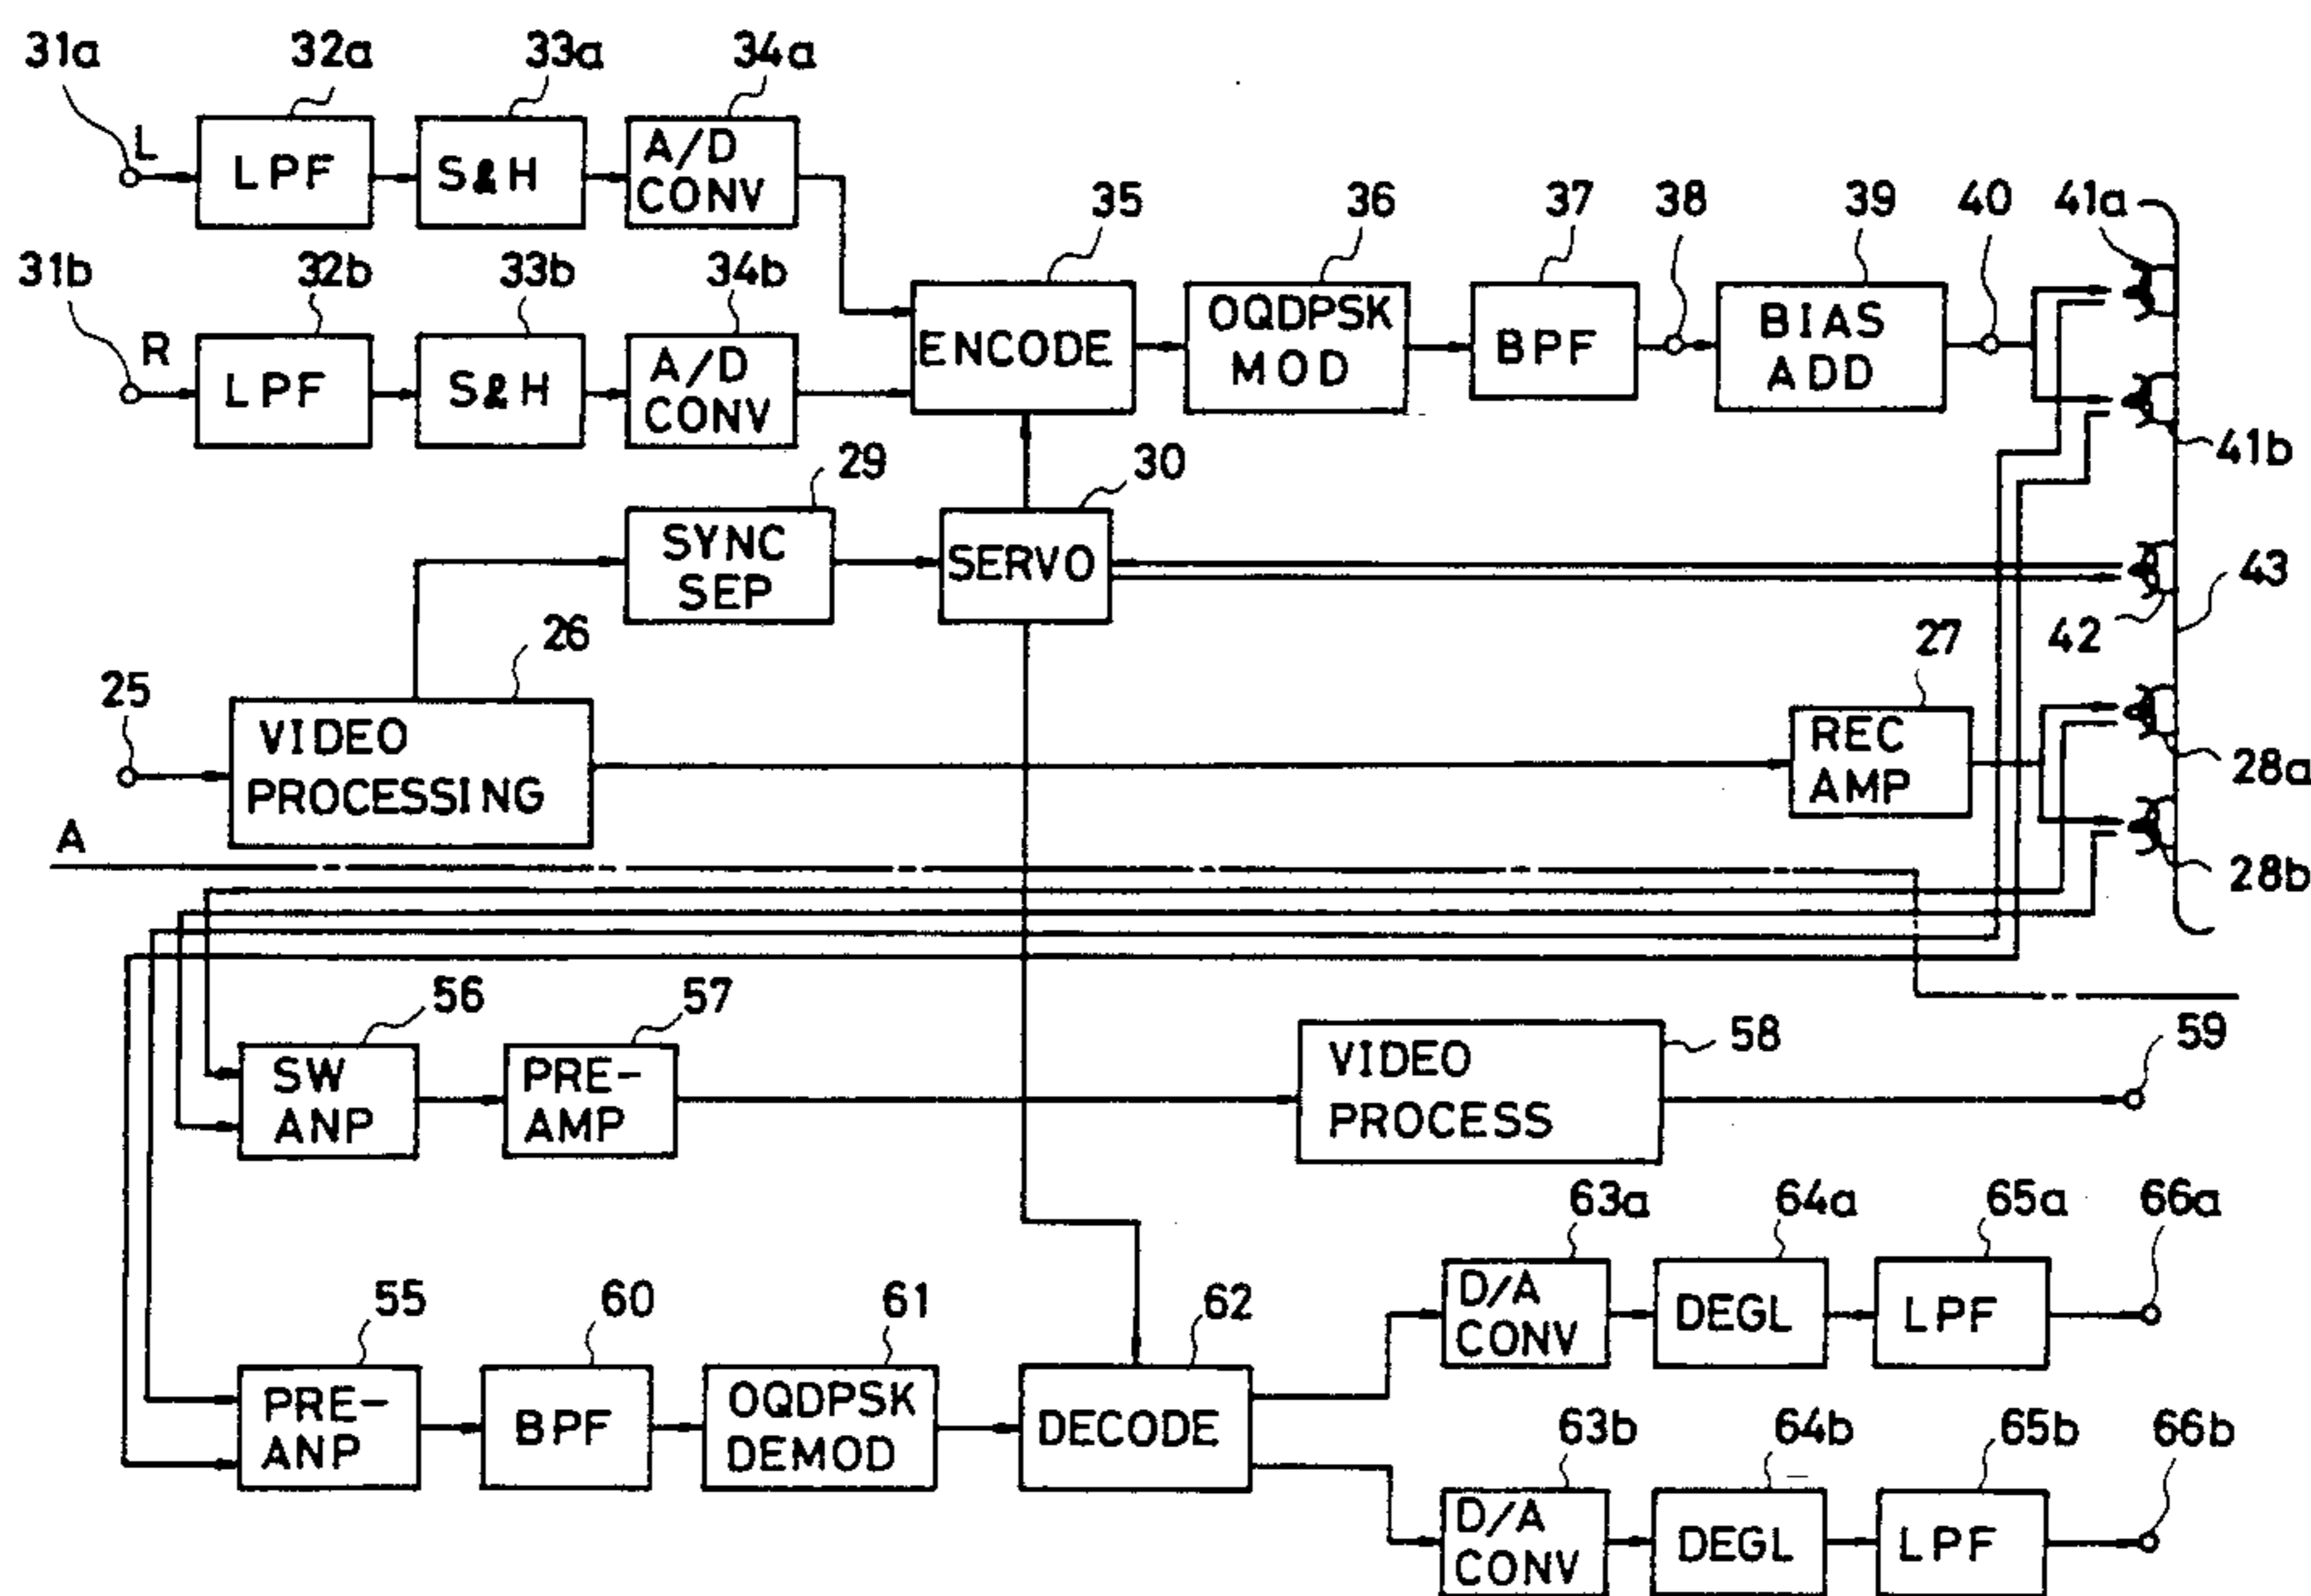 31a 32a 33a 34a
L
LPF S&H A/D CONV
31b 32b 33b 34b 35 36 37 38 39 40 41a
R
LPF S&H A/D CONV ENCODE OQDPSK MOD BPF BIAS ADD
41b
29 30
SYNC SEP SERVO
43
42
26 27
25
VIDEO PROCESSING REC AMP
28a
A
28b
56 57 58 59
SW ANP PRE-AMP VIDEO PROCESS
63a 64a 65a 66a
D/A CONV DEGL LPF
55 60 61 62
PRE-ANP BPF OQDPSK DEMOD DECODE
63b 64b 65b 66b
D/A CONV DEGL LPF